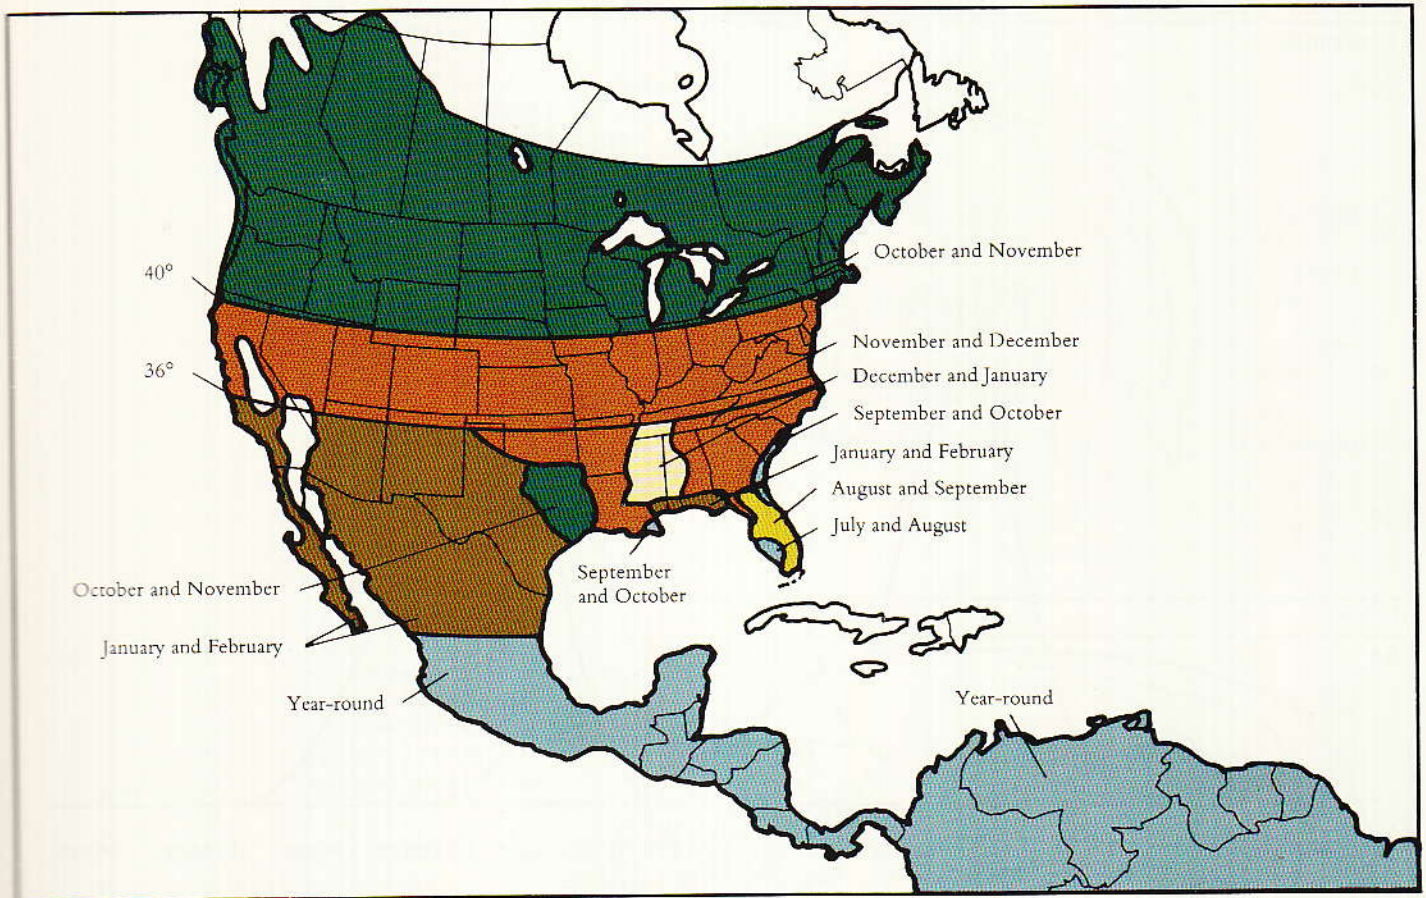 October and November
40°
November and December
36°
December and January
September and October
January and February
August and September
July and August
September
and October
October and November
January and February
Year-round
Year-round